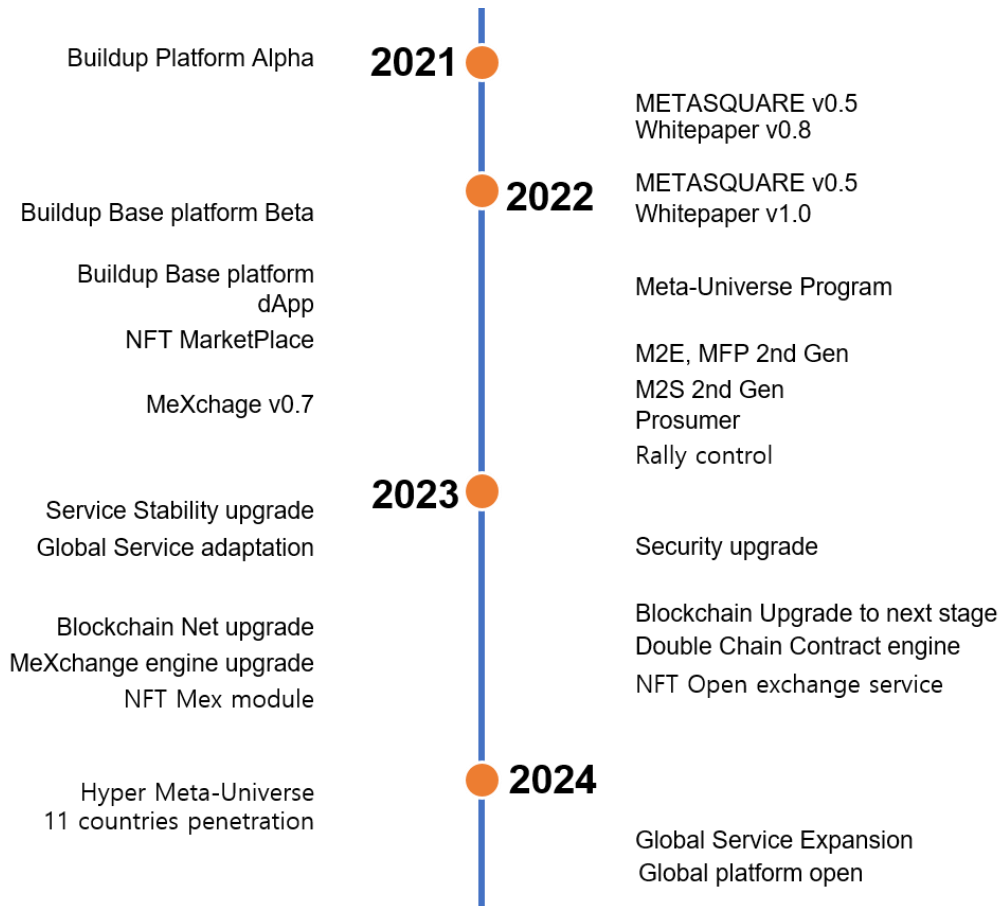 Buildup Platform Alpha
2021
METASQUARE v0.5
Whitepaper v0.8
2022
METASQUARE v0.5
Whitepaper v1.0
Buildup Base platform Beta
Buildup Base platform
dApp
Meta-Universe Program
NFT MarketPlace
M2E, MFP 2nd Gen
MeXchage v0.7
M2S 2nd Gen
Prosumer
Rally control
2023
Service Stability upgrade
Global Service adaptation
Security upgrade
Blockchain Net upgrade
MeXchange engine upgrade
NFT Mex module
Blockchain Upgrade to next stage
Double Chain Contract engine
NFT Open exchange service
2024
Hyper Meta-Universe
11 countries penetration
Global Service Expansion
Global platform open